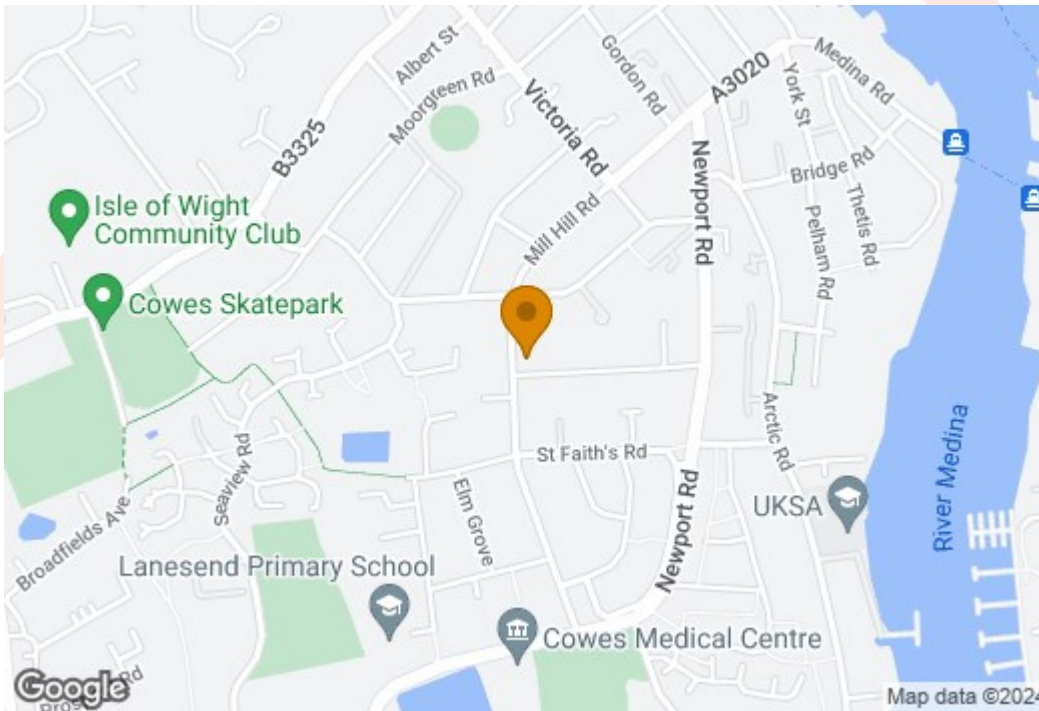 Albert St
Moorgreen Rd
B3325
Victoria Rd
Gordon Rd
A3020
Medina Rd
York St
Bridge Rd
Thetis Rd
Pelham Rd
Newport Rd
Mill Hill Rd
Isle of Wight
Community Club
Cowes Skatepark
Arctic Rd
St Faith's Rd
Seaview Rd
Elm Grove
UKSA
River Medina
Broadfields Ave
Lanesend Primary School
Newport Rd
Cowes Medical Centre
Google
Rd
Map data ©2024